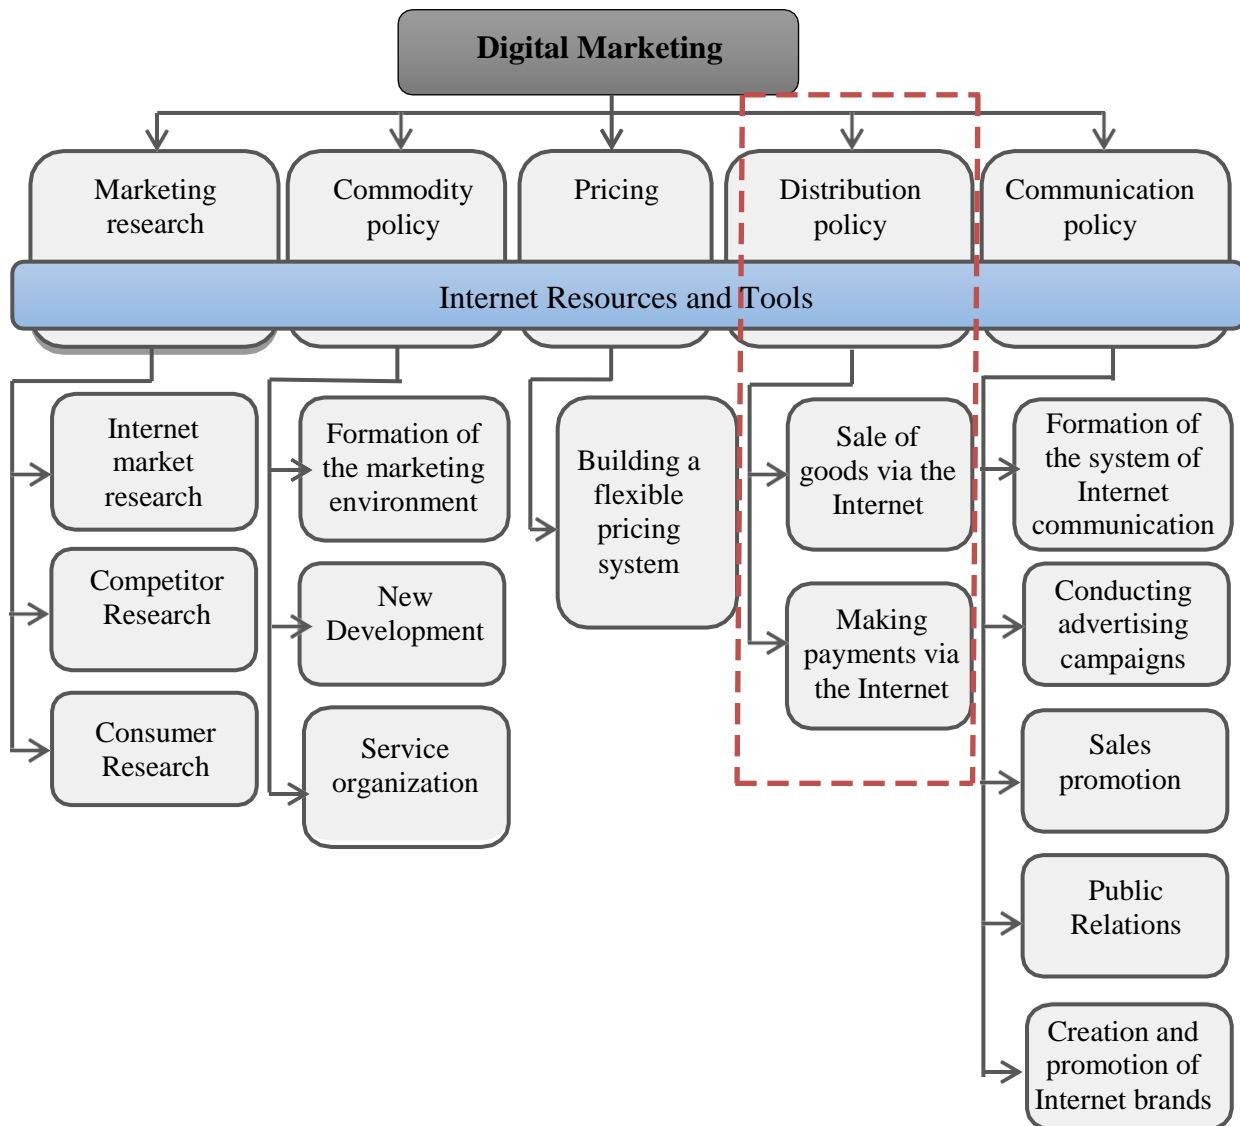 Digital Marketing
Marketing
research
Commodity
policy
Pricing
Distribution
policy
Communication
policy
Internet Resources and Tools
Internet
market
research
Competitor
Research
Consumer
Research
Formation of
the marketing
environment
New
Development
Service
organization
Building a
flexible
pricing
system
Sale of
goods via the
Internet
Making
payments via
the Internet
Formation of
the system of
Internet
communication
Conducting
advertising
campaigns
Sales
promotion
Public
Relations
Creation and
promotion of
Internet brands